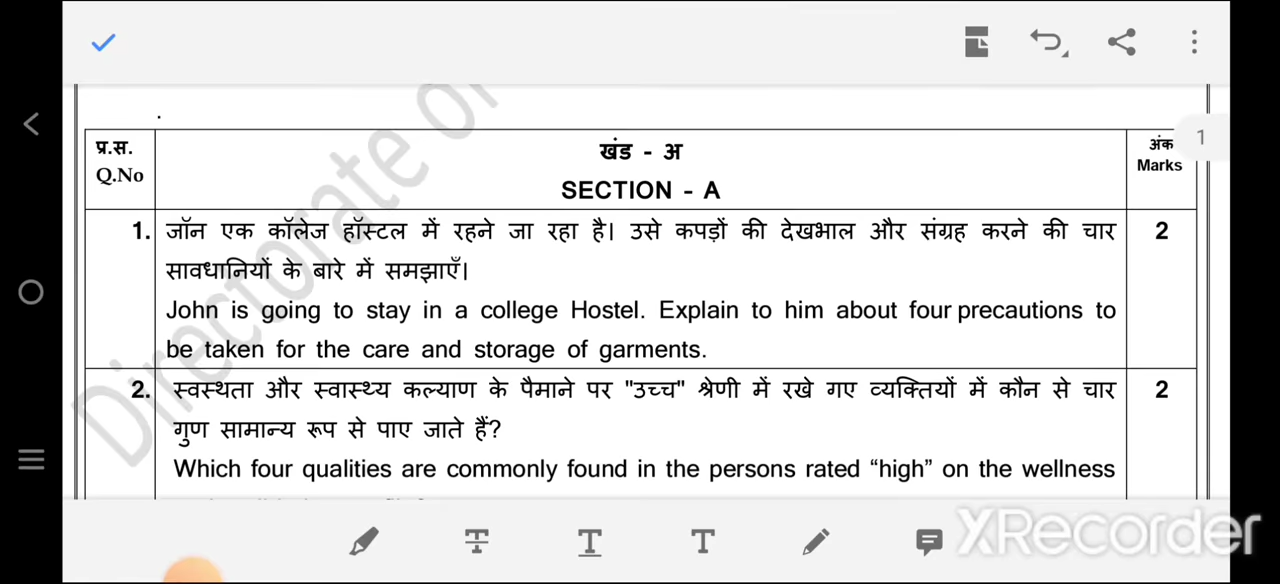 Directorate of
1
प्र.स. खंड - अ अंक
Q.No SECTION - A Marks
1. जॉन एक कॉलेज हॉस्टल में रहने जा रहा है। उसे कपड़ों की देखभाल और संग्रह करने की चार 2
सावधानियों के बारे में समझाएँ।
John is going to stay in a college Hostel. Explain to him about four precautions to
be taken for the care and storage of garments.
2. स्वस्थता और स्वास्थ्य कल्याण के पैमाने पर "उच्च" श्रेणी में रखे गए व्यक्तियों में कौन से चार 2
गुण सामान्य रूप से पाए जाते हैं?
Which four qualities are commonly found in the persons rated “high” on the wellness
T T T
XRecorder